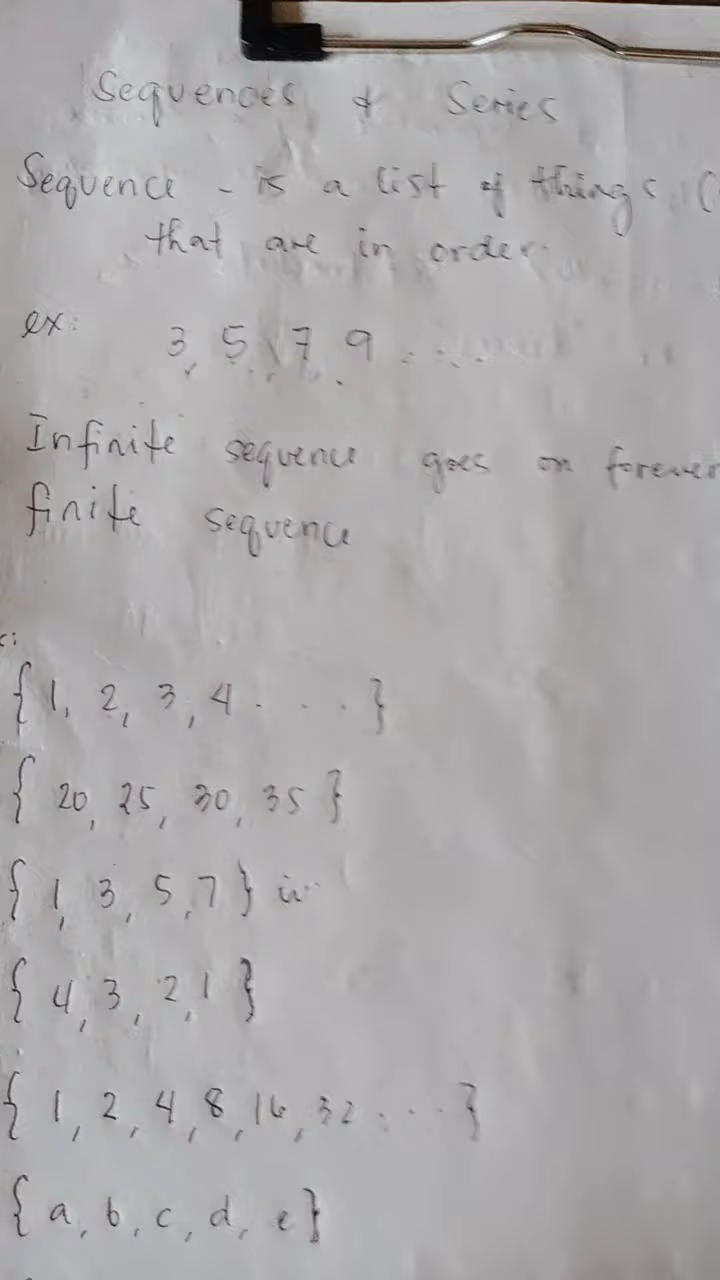 Sequences & Series
Sequence - is a list of things (
that are in order.
ex: 3, 5, 7, 9 . . . .
Infinite sequence goes on forever
finite sequence
:
{ 1, 2, 3, 4 . . . . }
{ 20, 25, 30, 35 }
{ 1, 3, 5, 7 }
{ 4, 3, 2, 1 }
{ 1, 2, 4, 8, 16, 32 . . . . }
{ a, b, c, d, e }